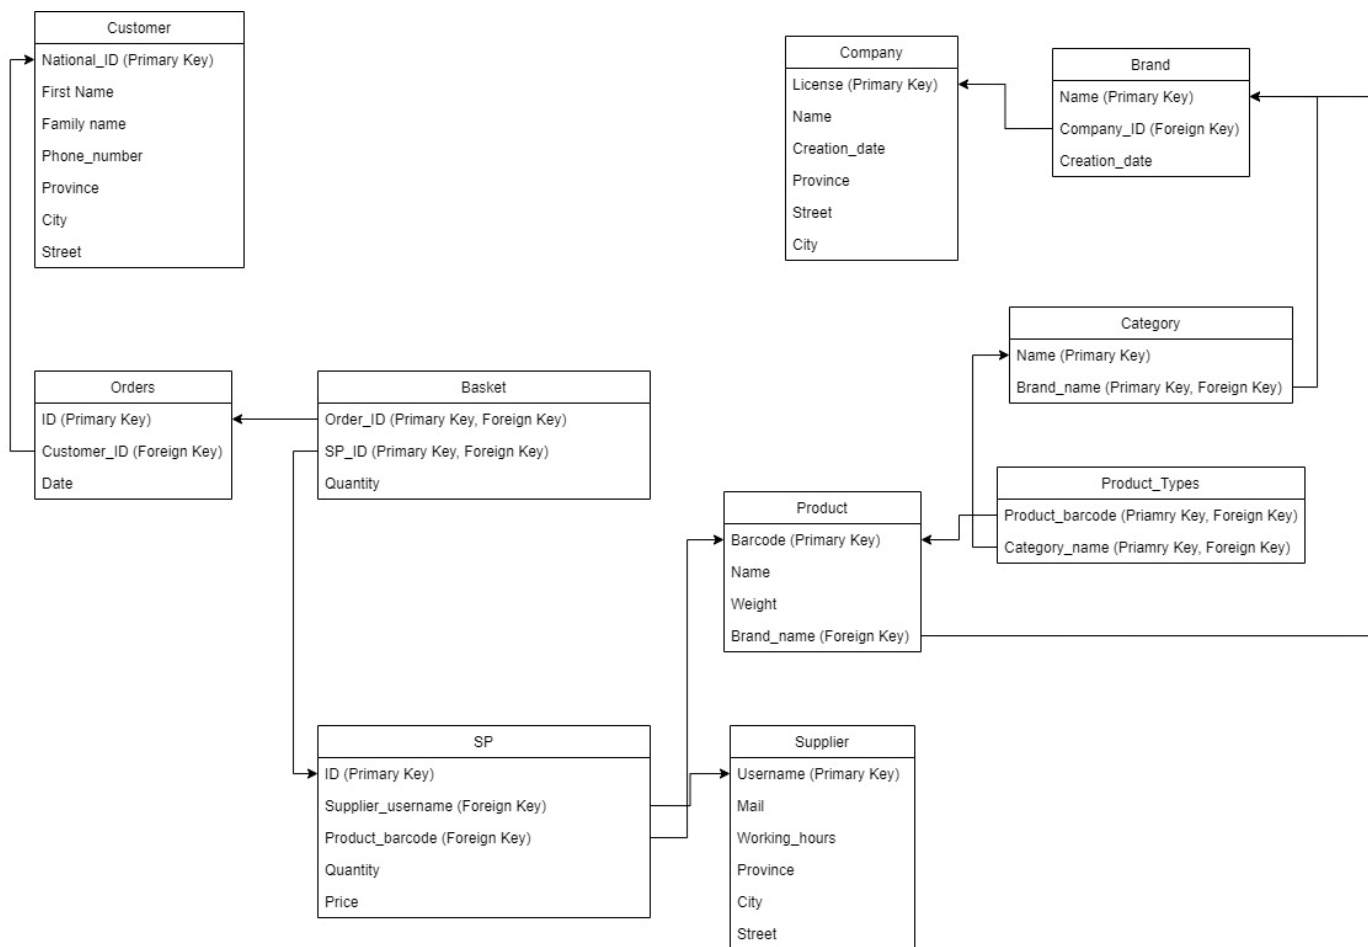 Customer
National_ID (Primary Key)
First Name
Family name
Phone_number
Province
City
Street
Company
License (Primary Key)
Name
Creation_date
Province
Street
City
Brand
Name (Primary Key)
Company_ID (Foreign Key)
Creation_date
Category
Name (Primary Key)
Brand_name (Primary Key, Foreign Key)
Orders
ID (Primary Key)
Customer_ID (Foreign Key)
Date
Basket
Order_ID (Primary Key, Foreign Key)
SP_ID (Primary Key, Foreign Key)
Quantity
Product
Barcode (Primary Key)
Name
Weight
Brand_name (Foreign Key)
Product_Types
Product_barcode (Priamry Key, Foreign Key)
Category_name (Priamry Key, Foreign Key)
SP
ID (Primary Key)
Supplier_username (Foreign Key)
Product_barcode (Foreign Key)
Quantity
Price
Supplier
Username (Primary Key)
Mail
Working_hours
Province
City
Street